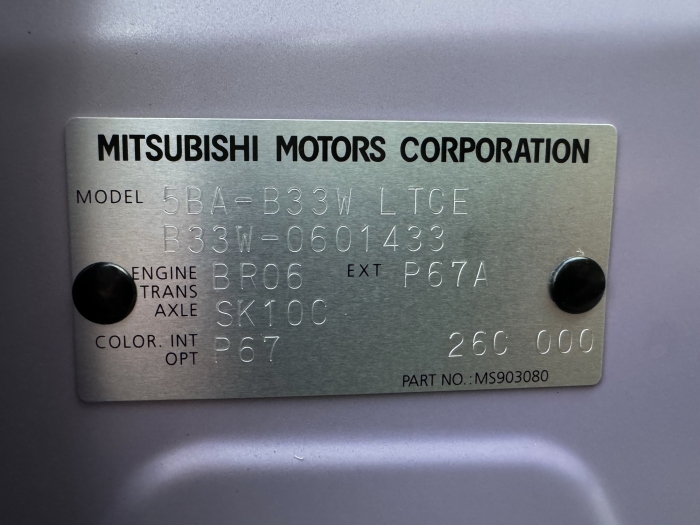 MITSUBISHI MOTORS CORPORATION
MODEL 5BA-B33W LTCE
B33W-0601433
ENGINE BR06 EXT P67A
TRANS
AXLE SK10C
COLOR. INT P67 26C 000
OPT
PART NO.: MS903080